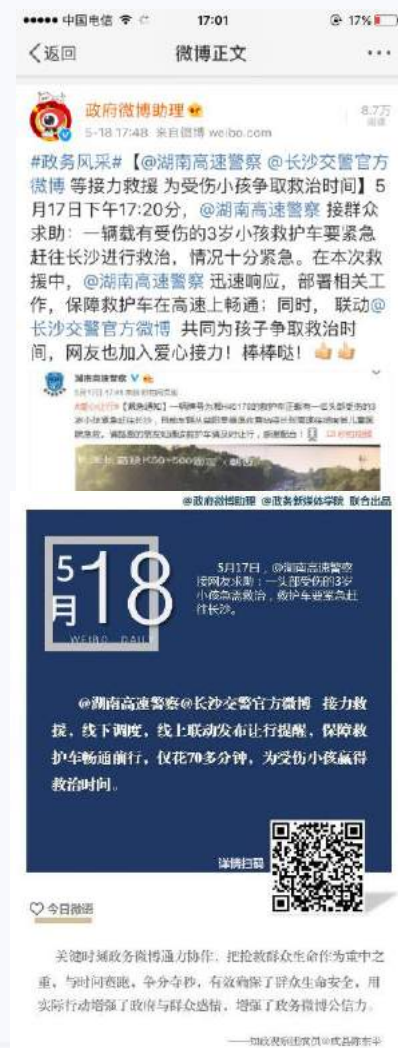 中国电信 17:01 17%
返回 微博正文
政府微博助理 8.7万
5-18 17:48 来自微博 weibo.com 阅读
#政务风采#【@湖南高速警察 @长沙交警官方
微博 等接力救援 为受伤小孩争取救治时间】5
月17日下午17:20分，@湖南高速警察 接群众
求助：一辆载有受伤的3岁小孩救护车要紧急
赶往长沙进行救治，情况十分紧急。在本次救
援中，@湖南高速警察 迅速响应，部署相关工
作，保障救护车在高速上畅通；同时， 联动@
长沙交警官方微博 共同为孩子争取救治时
间，网友也加入爱心接力！棒棒哒！
湖南高速警察
@政府微博助理 @政务新媒体学院 联合出品
5月18
WEIBO DAILY
5月17日，@湖南高速警察
接网友求助：一头部受伤的3岁
小孩急需救治，救护车要紧急赶
往长沙。
@湖南高速警察@长沙交警官方微博 接力救
援，线下调度，线上联动发布让行提醒，保障救
护车畅通前行，仅花70多分钟，为受伤小孩赢得
救治时间。
详情扫码
今日微语
关键时刻政务微博通力协作，把抢救群众生命作为重中之
重，与时间赛跑，争分夺秒，有效确保了群众生命安全，用
实际行动增强了政府与群众感情，增强了政务微博公信力。